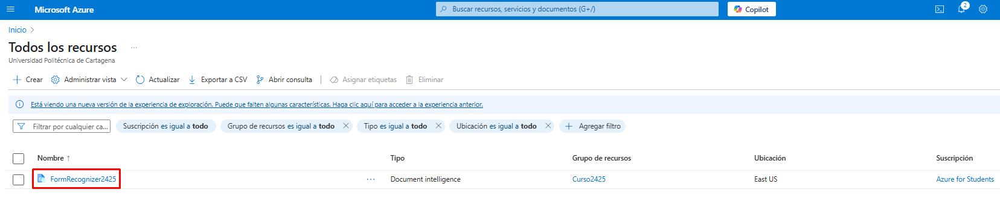 Microsoft Azure
Buscar recursos, servicios y documentos (G+/)
Copilot
2
Inicio
Todos los recursos
Universidad Politécnica de Cartagena
Crear Administrar vista Actualizar Exportar a CSV Abrir consulta Asignar etiquetas Eliminar
Está viendo una nueva versión de la experiencia de exploración. Puede que falten algunas características. Haga clic aquí para acceder a la experiencia anterior.
Filtrar por cualquier ca... Suscripción es igual a todo Grupo de recursos es igual a todo Tipo es igual a todo Ubicación es igual a todo Agregar filtro
Nombre ↑ Tipo Grupo de recursos Ubicación Suscripción
FormRecognizer2425 ... Document intelligence Curso2425 East US Azure for Students